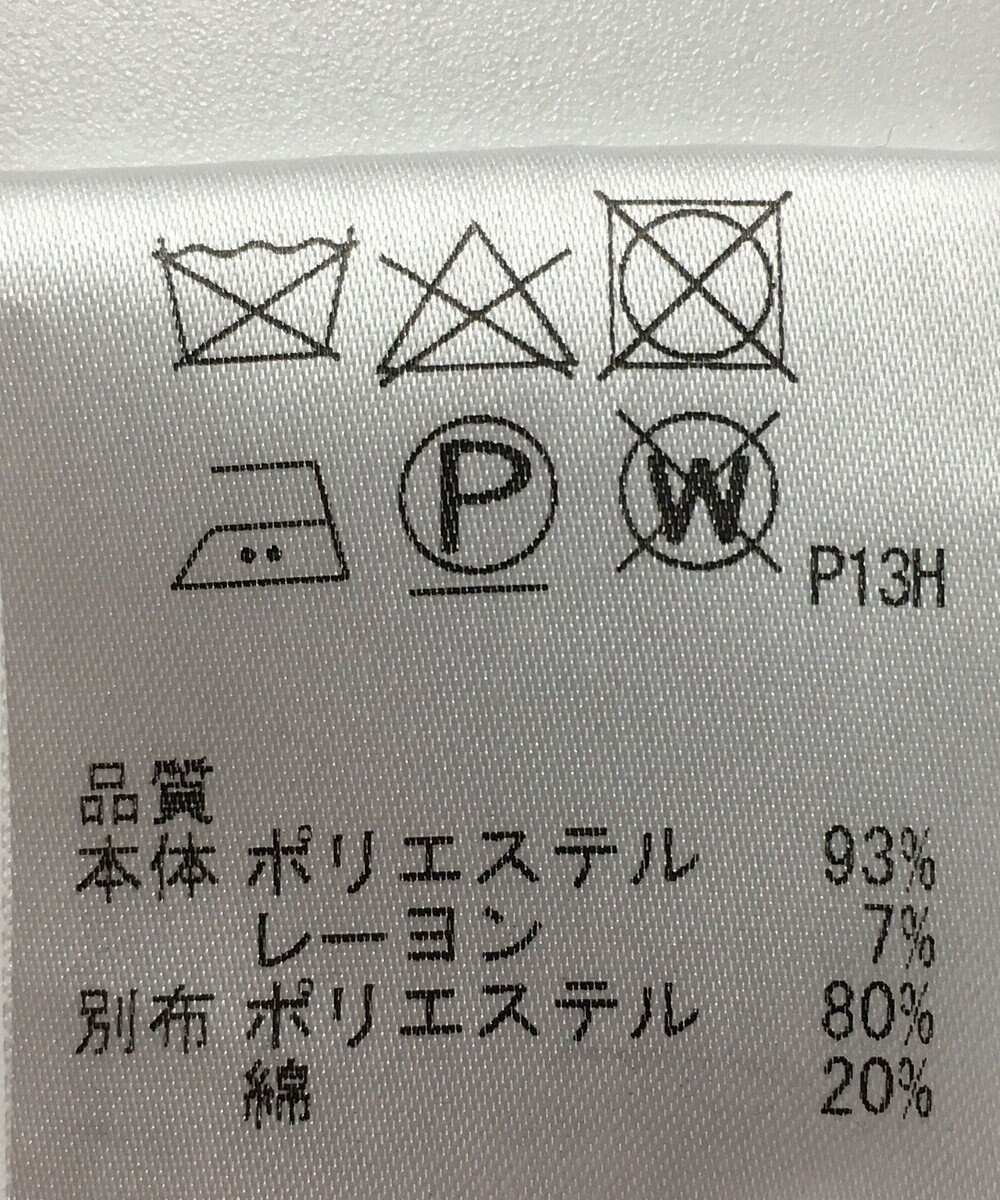 P W P13H
品質
本体 ポリエステル 93%
レーヨン 7%
別布 ポリエステル 80%
綿 20%